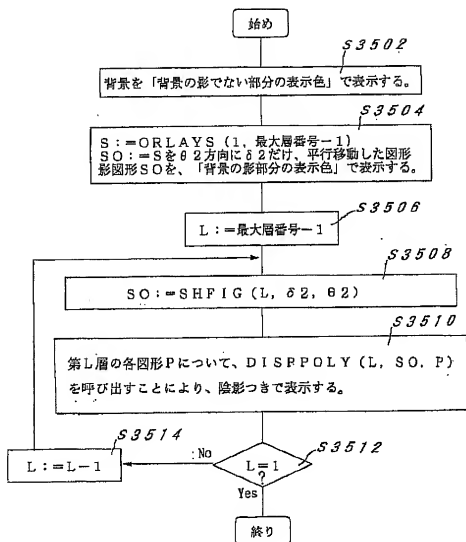 始め
S3502
背景を「背景の影でない部分の表示色」で表示する。
S3504
S:=ORLAYS(1,最大層番号-1)
SO:=Sをθ2方向にδ2だけ、平行移動した図形
影図形SOを、「背景の影部分の表示色」で表示する。
S3506
L:=最大層番号-1
S3508
SO:=SHFIG(L,δ2,θ2)
S3510
第L層の各図形Pについて、DISPPOLY(L,SO,P)
を呼び出すことにより、陰影つきで表示する。
S3514
L:=L-1
No
S3512
L=1
?
Yes
終り